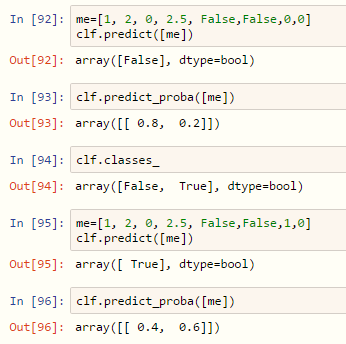 In [92]: me=[1, 2, 0, 2.5, False,False,0,0]
clf.predict([me])
Out[92]: array([False], dtype=bool)
In [93]: clf.predict_proba([me])
Out[93]: array([[ 0.8,  0.2]])
In [94]: clf.classes_
Out[94]: array([False,  True], dtype=bool)
In [95]: me=[1, 2, 0, 2.5, False,False,1,0]
clf.predict([me])
Out[95]: array([ True], dtype=bool)
In [96]: clf.predict_proba([me])
Out[96]: array([[ 0.4,  0.6]])